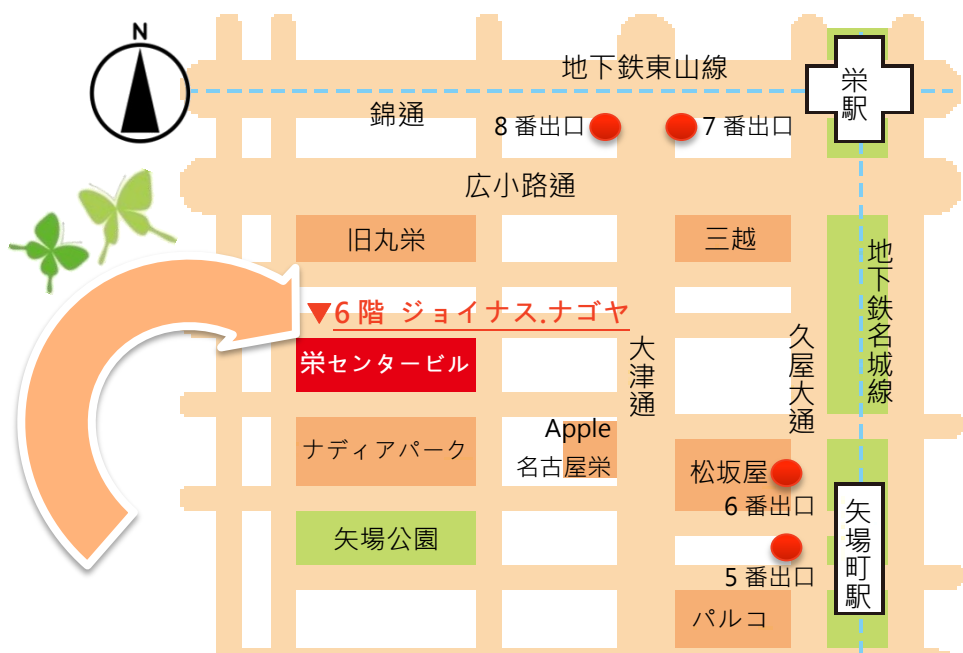 N
地下鉄東山線
栄駅
錦通
8番出口
7番出口
広小路通
旧丸栄
三越
地下鉄名城線
▼6階 ジョイナス.ナゴヤ
久屋大通
大津通
栄センタービル
Apple
名古屋栄
ナディアパーク
松坂屋
6番出口
矢場町駅
矢場公園
5番出口
パルコ